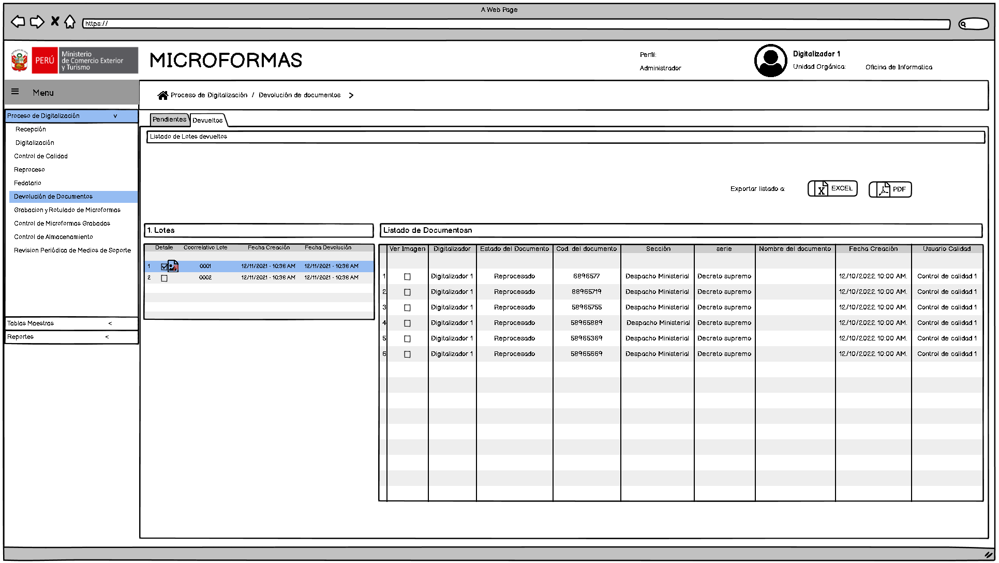 A Web Page
https://
PERÚ
Ministerio
de Comercio Exterior
y Turismo
MICROFORMAS
Perfil:
Administrador
Digitalizador 1
Unidad Orgánica: Oficina de Informatica
Menu
Proceso de Digitalización / Devolución de documentos >
Proceso de Digitalización v
Recepción
Digitalización
Control de Calidad
Reproceso
Fedatario
Devolución de Documentos
Grabacion y Rotulado de Microformas
Control de Microformas Grabadas
Control de Almacenamiento
Revision Periódica de Medios de Soporte
Tablas Maestras <
Reportes <
Pendientes Devueltos
Listado de Lotes devueltos
Exportar listado a: EXCEL PDF
1. Lotes
Detalle Coorrelativo Lote Fecha Creación Fecha Devolución
1 0001 12/11/2021 - 10:38 AM 12/11/2021 - 10:38 AM
2 0002 12/11/2021 - 10:38 AM 12/11/2021 - 10:38 AM
Listado de Documentosn
Ver Imagen Digitalizador Estado del Documento Cod. del documento Sección serie Nombre del documento Fecha Creación Usuario Calidad
1 Digitalizador 1 Reprocesado 6896577 Despacho Ministerial Decreto supremo 12/10/2022 10:00 AM. Control de calidad 1
2 Digitalizador 1 Reprocesado 88965719 Despacho Ministerial Decreto supremo 12/10/2022 10:00 AM. Control de calidad 1
3 Digitalizador 1 Reprocesado 58965755 Despacho Ministerial Decreto supremo 12/10/2022 10:00 AM. Control de calidad 1
4 Digitalizador 1 Reprocesado 58965889 Despacho Ministerial Decreto supremo 12/10/2022 10:00 AM. Control de calidad 1
5 Digitalizador 1 Reprocesado 58965369 Despacho Ministerial Decreto supremo 12/10/2022 10:00 AM. Control de calidad 1
6 Digitalizador 1 Reprocesado 58965669 Despacho Ministerial Decreto supremo 12/10/2022 10:00 AM. Control de calidad 1